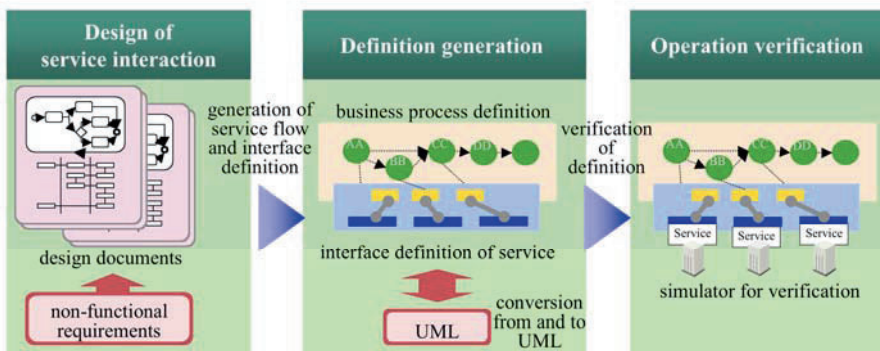 Design of
service interaction
design documents
non-functional
requirements
generation of
service flow
and interface
definition
Definition generation
business process definition
AA
BB
CC
DD
interface definition of service
UML
conversion
from and to
UML
verification
of
definition
Operation verification
AA
BB
CC
DD
Service
Service
Service
simulator for verification